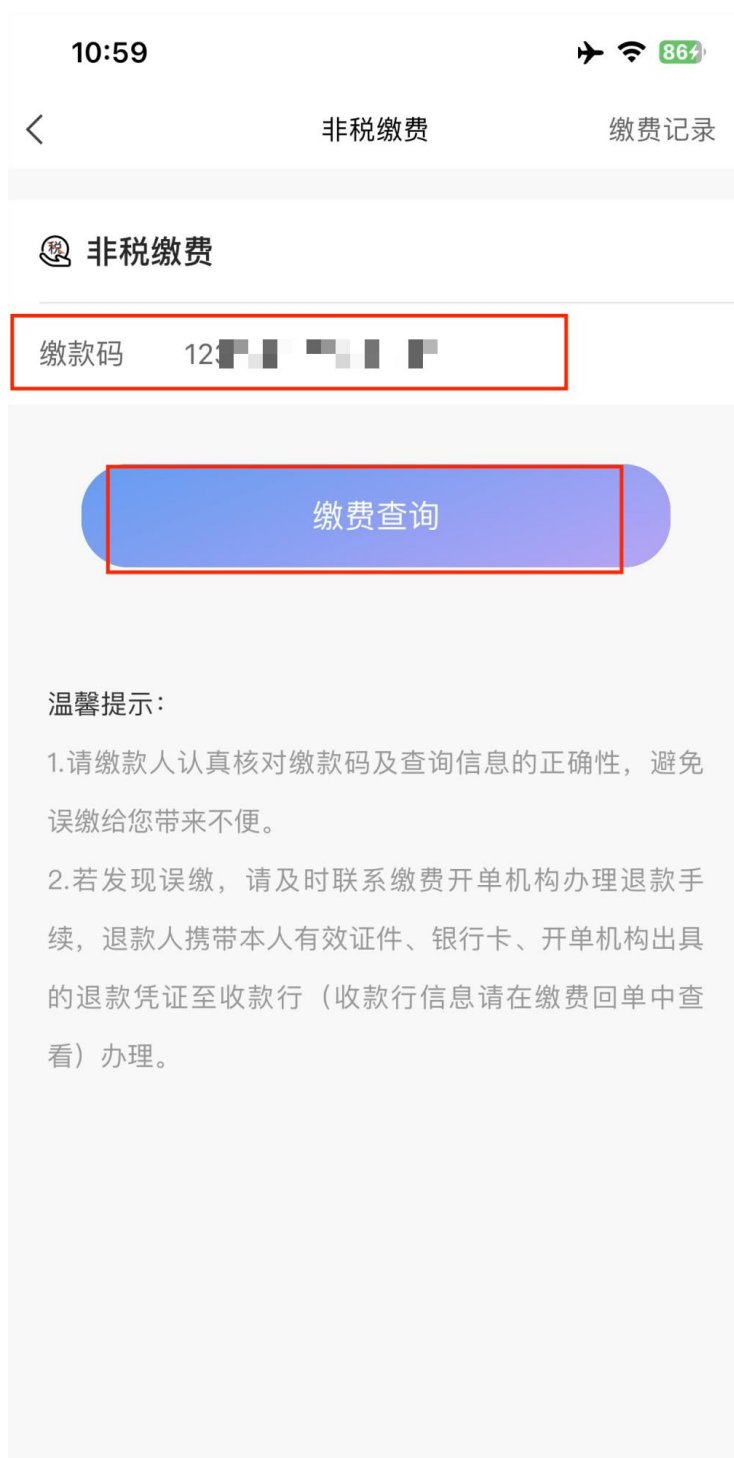 10:59
86
非税缴费
缴费记录
税
非税缴费
缴款码 12
缴费查询
温馨提示：
1.请缴款人认真核对缴款码及查询信息的正确性，避免
误缴给您带来不便。
2.若发现误缴，请及时联系缴费开单机构办理退款手
续，退款人携带本人有效证件、银行卡、开单机构出具
的退款凭证至收款行（收款行信息请在缴费回单中查
看）办理。